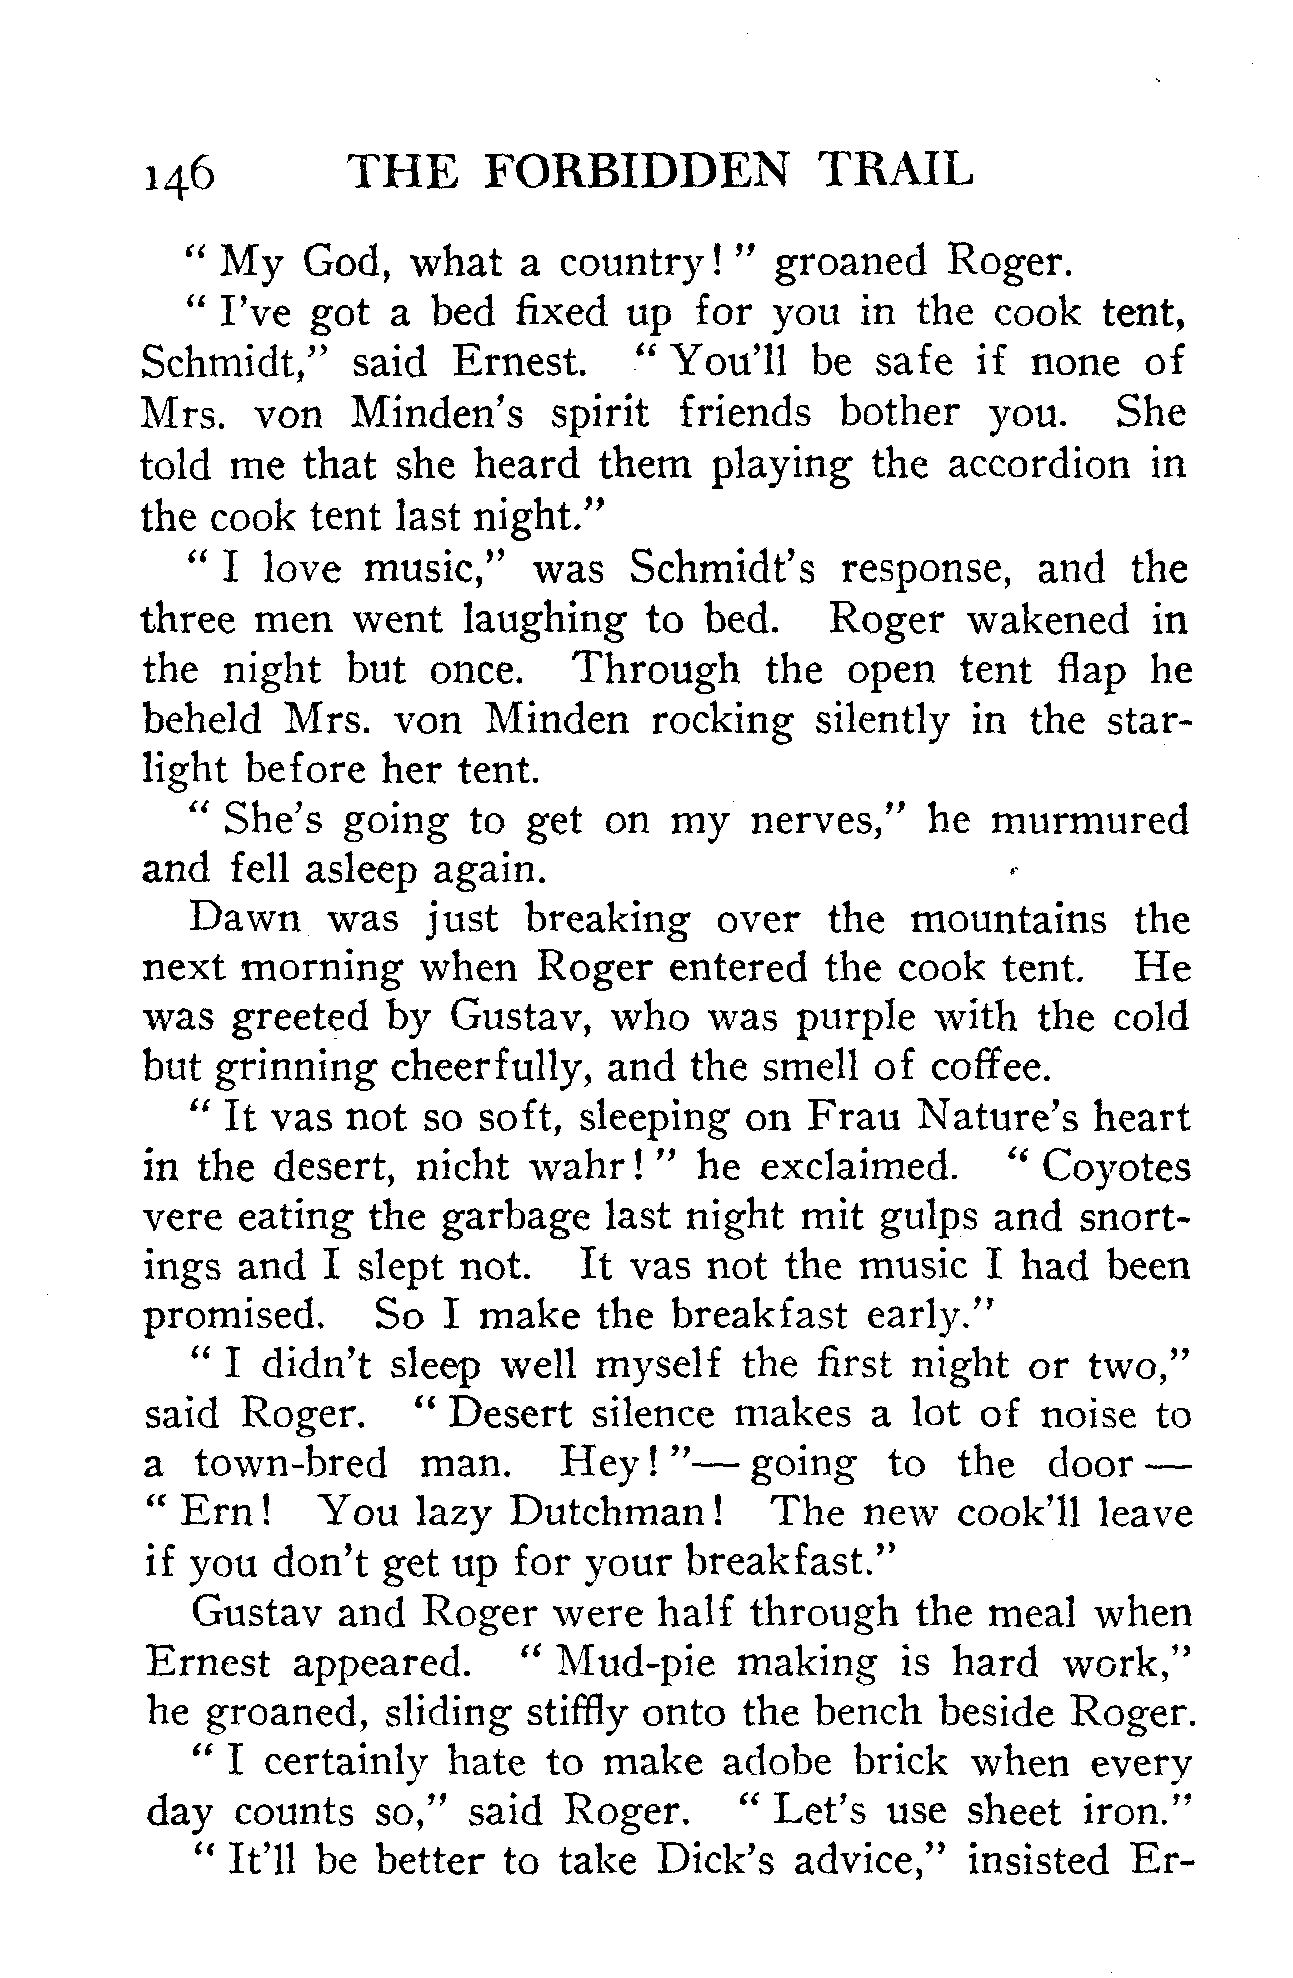 146 THE FORBIDDEN TRAIL
" My God, what a country! " groaned Roger.
" I've got a bed fixed up for you in the cook tent,
Schmidt," said Ernest. " You'll be safe if none of
Mrs. von Minden's spirit friends bother you. She
told me that she heard them playing the accordion in
the cook tent last night."
" I love music," was Schmidt's response, and the
three men went laughing to bed. Roger wakened in
the night but once. Through the open tent flap he
beheld Mrs. von Minden rocking silently in the star-
light before her tent.
" She's going to get on my nerves," he murmured
and fell asleep again.
Dawn was just breaking over the mountains the
next morning when Roger entered the cook tent. He
was greeted by Gustav, who was purple with the cold
but grinning cheerfully, and the smell of coffee.
" It vas not so soft, sleeping on Frau Nature's heart
in the desert, nicht wahr! " he exclaimed. " Coyotes
vere eating the garbage last night mit gulps and snort-
ings and I slept not. It vas not the music I had been
promised. So I make the breakfast early."
" I didn't sleep well myself the first night or two,"
said Roger. " Desert silence makes a lot of noise to
a town-bred man. Hey! "— going to the door —
" Ern! You lazy Dutchman! The new cook'll leave
if you don't get up for your breakfast."
Gustav and Roger were half through the meal when
Ernest appeared. " Mud-pie making is hard work,"
he groaned, sliding stiffly onto the bench beside Roger.
" I certainly hate to make adobe brick when every
day counts so," said Roger. " Let's use sheet iron."
" It'll be better to take Dick's advice," insisted Er-